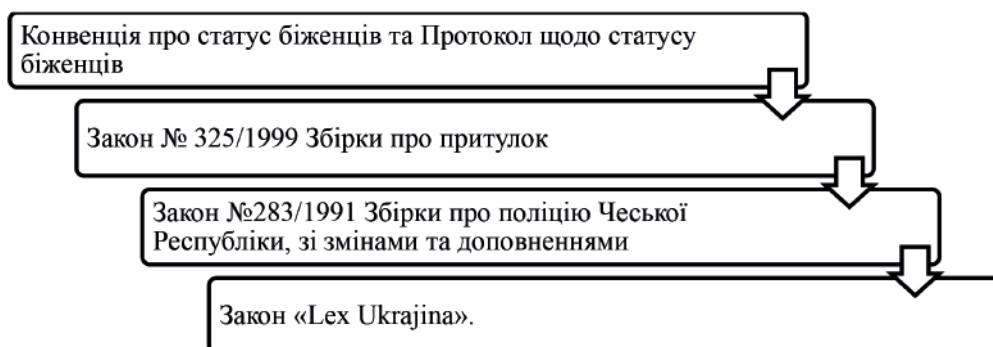 Конвенція про статус біженців та Протокол щодо статусу
біженців
Закон № 325/1999 Збірки про притулок
Закон №283/1991 Збірки про поліцію Чеської
Республіки, зі змінами та доповненнями
Закон «Lex Ukrajina».